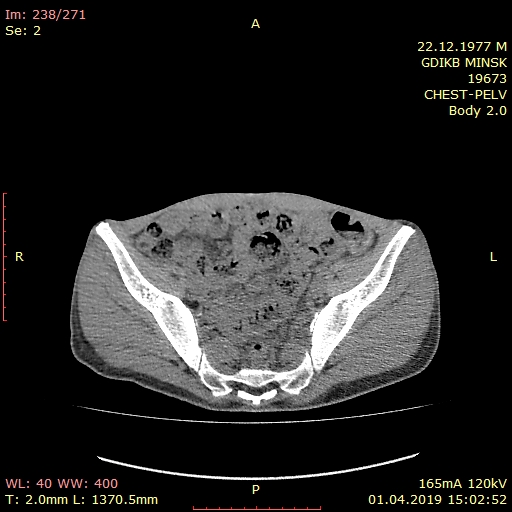 Im: 238/271
Se: 2
A
22.12.1977 M
GDIKB MINSK
19673
CHEST-PELV
Body 2.0
R
L
WL: 40 WW: 400
T: 2.0mm L: 1370.5mm
P
165mA 120kV
01.04.2019 15:02:52